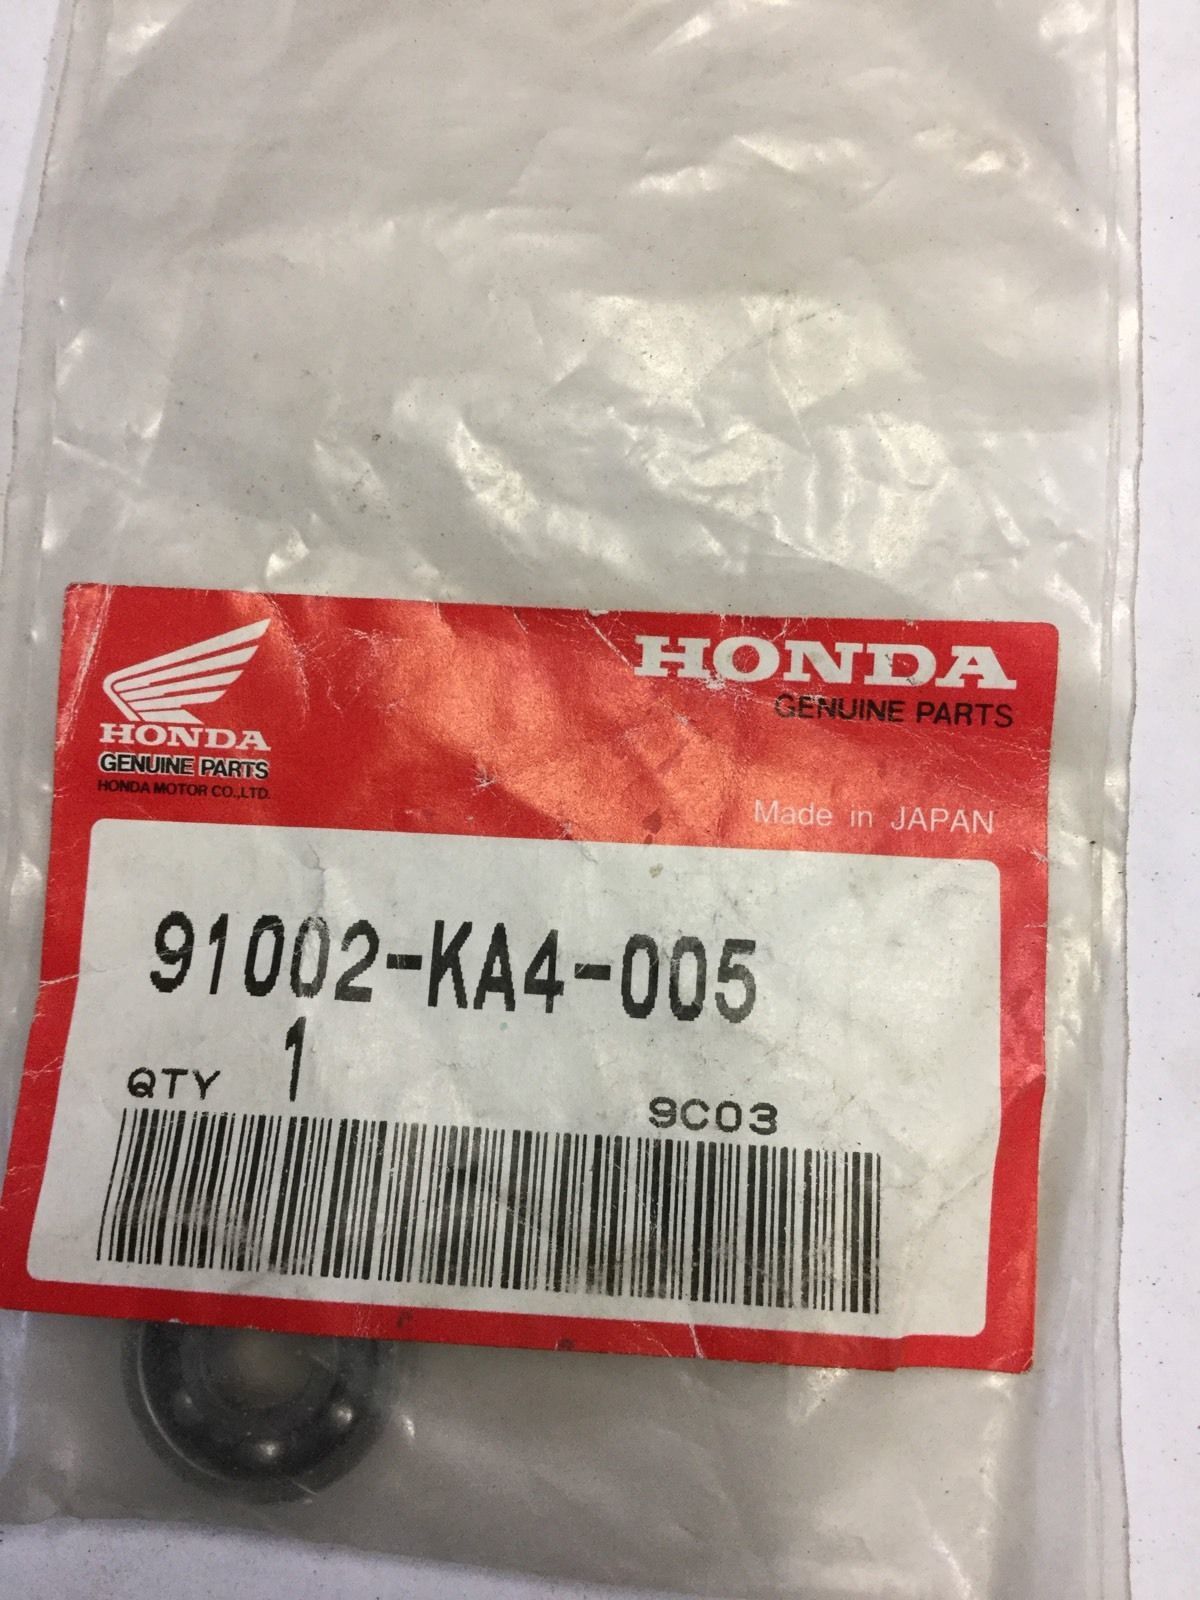 HONDA
GENUINE PARTS
HONDA MOTOR CO.,LTD.
HONDA
GENUINE PARTS
Made in JAPAN
91002-KA4-005
QTY 1
9C03